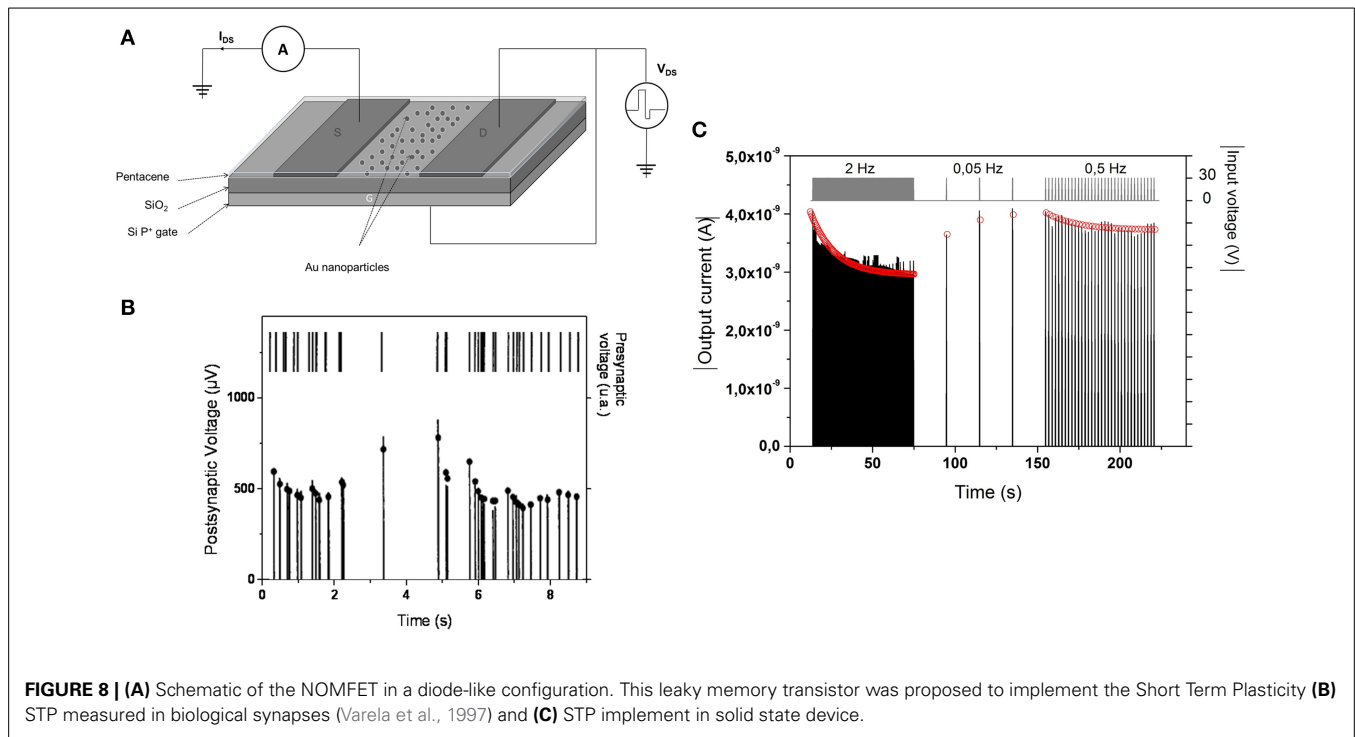 A
I_DS
A
V_DS
S
D
Pentacene
SiO2
Si P+ gate
G
Au nanoparticles
B
Postsynaptic Voltage (µV)
1000
500
0
0
2
4
6
8
Time (s)
Presynaptic
voltage (u.a.)
C
|Output current (A)|
5,0x10^-9
4,0x10^-9
3,0x10^-9
2,0x10^-9
1,0x10^-9
0,0
2 Hz
0,05 Hz
0,5 Hz
30
0
|Input voltage (V)|
0
50
100
150
200
Time (s)
FIGURE 8 | (A) Schematic of the NOMFET in a diode-like configuration. This leaky memory transistor was proposed to implement the Short Term Plasticity (B)
STP measured in biological synapses (Varela et al., 1997) and (C) STP implement in solid state device.